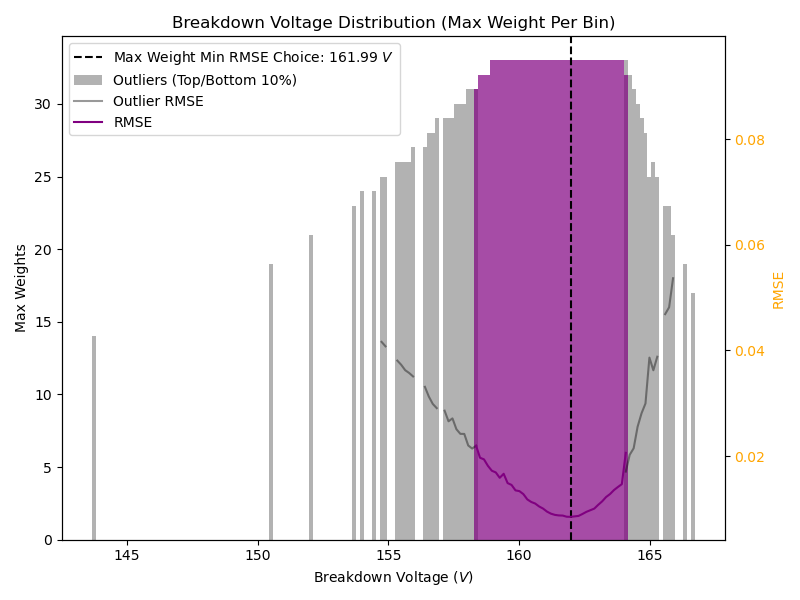 Breakdown Voltage Distribution (Max Weight Per Bin)
Max Weight Min RMSE Choice: 161.99 V
Outliers (Top/Bottom 10%)
Outlier RMSE
RMSE
Max Weights
30
25
20
15
10
5
0
0.08
0.06
0.04
0.02
RMSE
145 150 155 160 165
Breakdown Voltage (V)